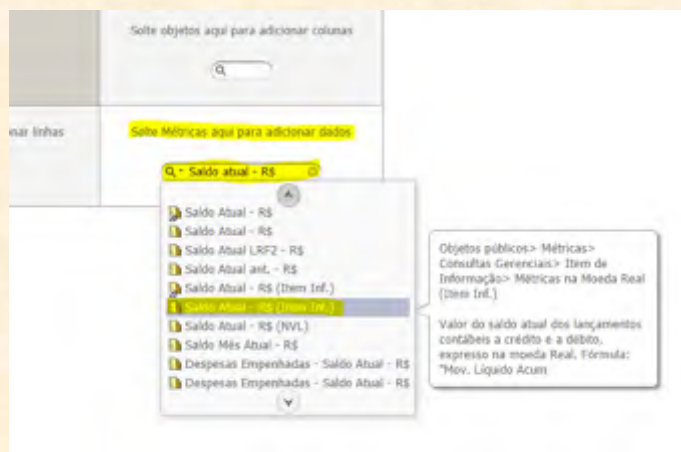 Solte objetos aqui para adicionar colunas
onar linhas
Solte Métricas aqui para adicionar dados
Saldo atual - R$
Saldo Atual - R$
Saldo Atual - R$
Saldo Atual LRF2 - R$
Saldo Atual ant. - R$
Saldo Atual - R$ (Item Inf.)
Saldo Atual - R$ (Item Inf.)
Saldo Atual - R$ (NVL)
Saldo Mês Atual - R$
Despesas Empenhadas - Saldo Atual - R$
Despesas Empenhadas - Saldo Atual - R$
Objetos públicos> Métricas>
Consultas Gerenciais> Item de
Informação> Métricas na Moeda Real
(Item Inf.)
Valor do saldo atual dos lançamentos
contábeis a crédito e a débito,
expresso na moeda Real. Fórmula:
"Mov. Líquido Acum